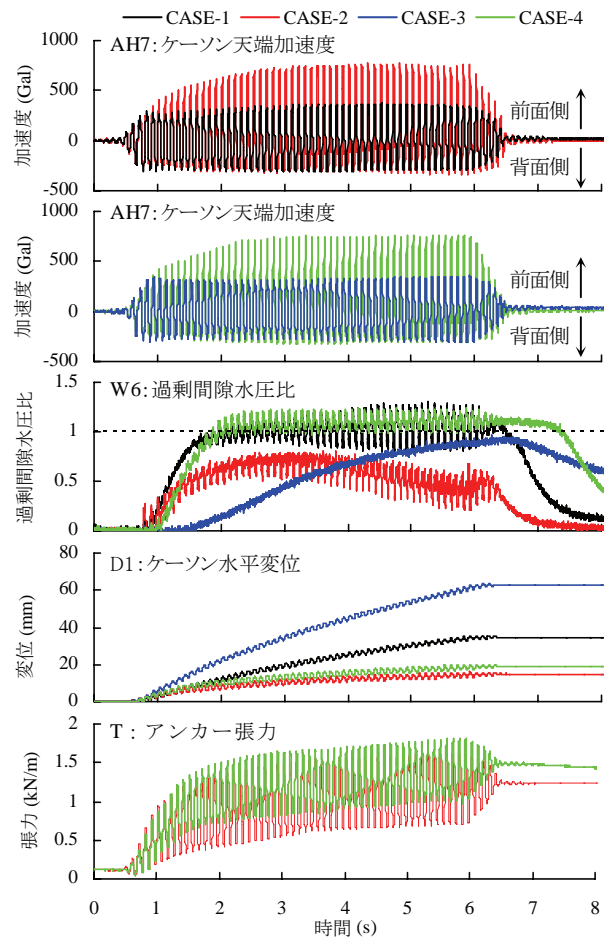 CASE-1 CASE-2 CASE-3 CASE-4
AH7:ケーソン天端加速度
加速度 (Gal)
1000
500
0
-500
前面側
背面側
AH7:ケーソン天端加速度
加速度 (Gal)
1000
500
0
-500
前面側
背面側
W6:過剰間隙水圧比
過剰間隙水圧比
1.5
1
0.5
0
D1:ケーソン水平変位
変位 (mm)
80
60
40
20
0
T:アンカー張力
張力 (kN/m)
2
1.5
1
0.5
0
0 1 2 3 4 5 6 7 8
時間 (s)